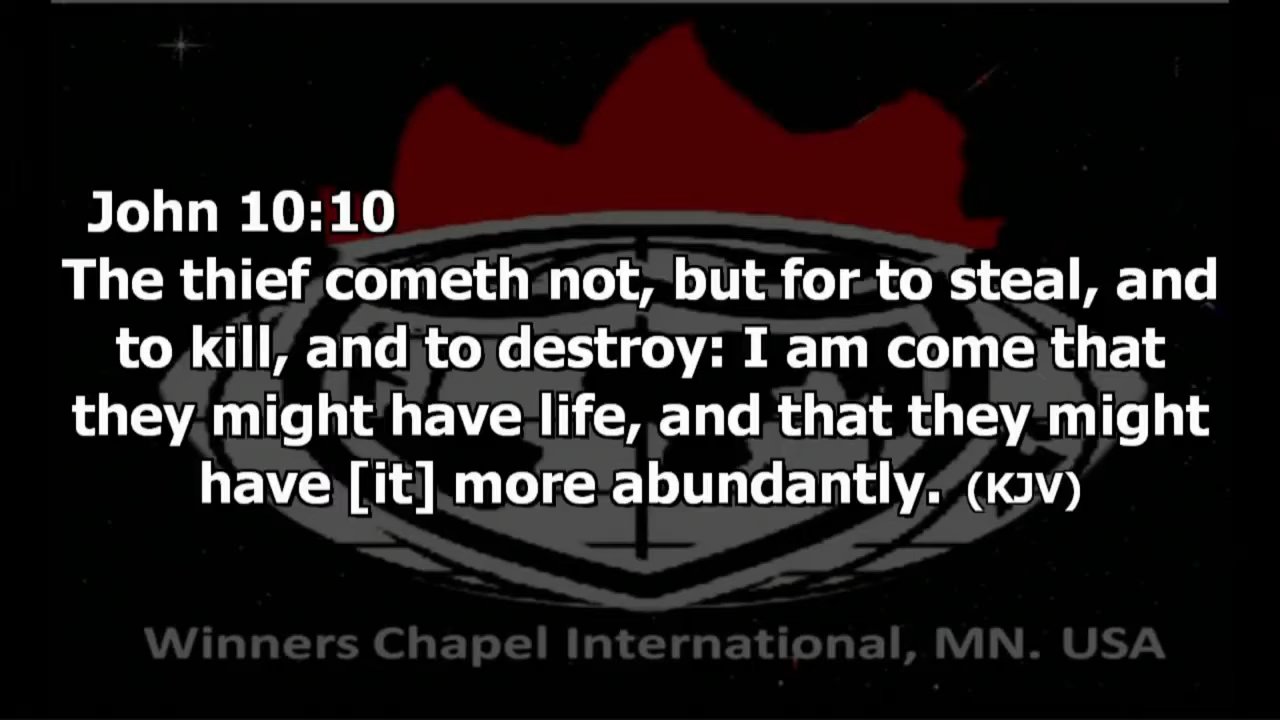 John 10:10
The thief cometh not, but for to steal, and
to kill, and to destroy: I am come that
they might have life, and that they might
have [it] more abundantly. (KJV)
Winners Chapel International, MN. USA